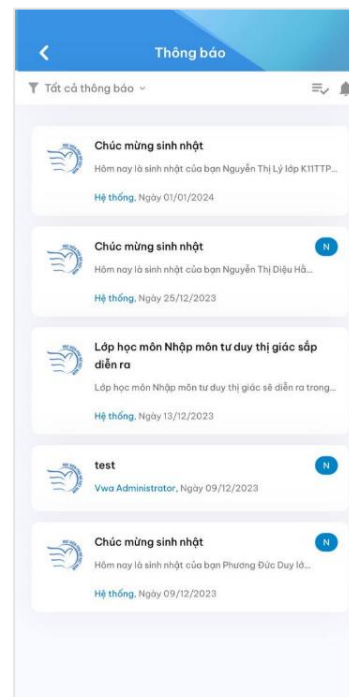 Thông báo
Tất cả thông báo
Chúc mừng sinh nhật
Hôm nay là sinh nhật của bạn Nguyễn Thị Lý lớp K11TTP...
Hệ thống, Ngày 01/01/2024
Chúc mừng sinh nhật
N
Hôm nay là sinh nhật của bạn Nguyễn Thị Diệu Hằ...
Hệ thống, Ngày 25/12/2023
Lớp học môn Nhập môn tư duy thị giác sắp
diễn ra
Lớp học môn Nhập môn tư duy thị giác sẽ diễn ra trong...
Hệ thống, Ngày 13/12/2023
test
N
Vwa Administrator, Ngày 09/12/2023
Chúc mừng sinh nhật
N
Hôm nay là sinh nhật của bạn Phương Đức Duy lớ...
Hệ thống, Ngày 09/12/2023